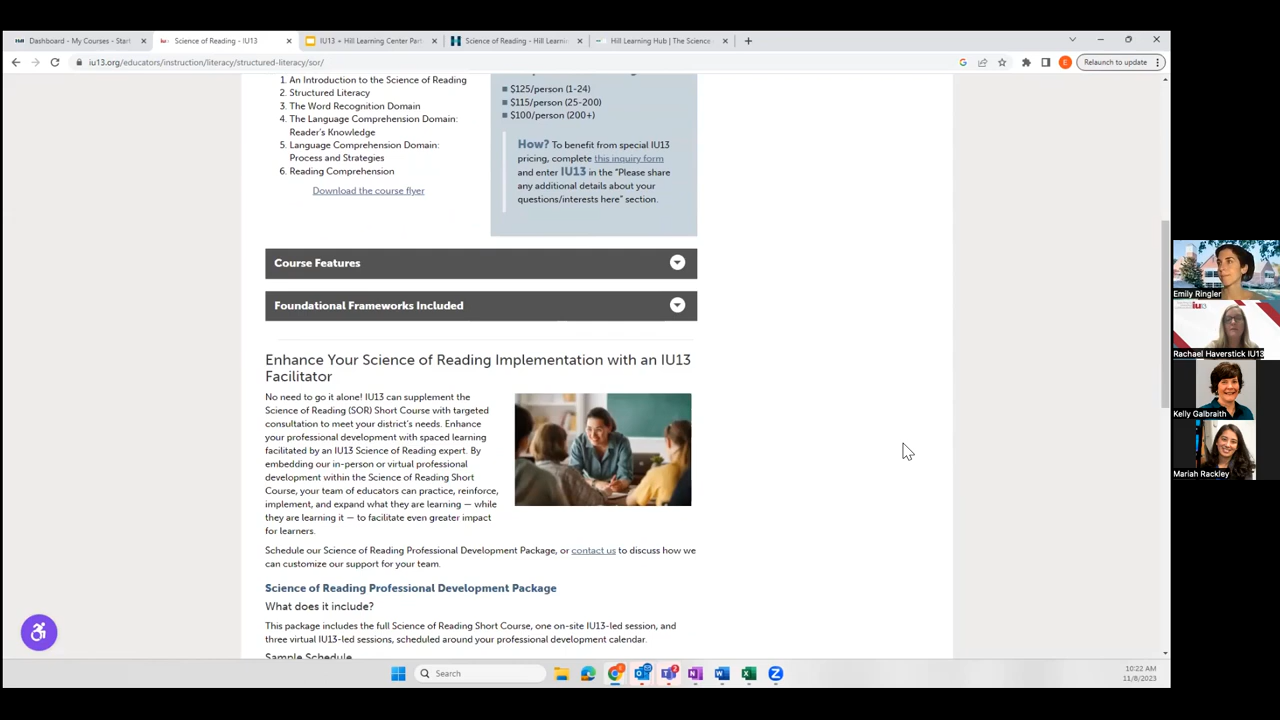 Dashboard - My Courses - Start
Science of Reading - IU13
IU13 + Hill Learning Center Part
Science of Reading - Hill Learnin
Hill Learning Hub | The Science
iu13.org/educators/instruction/literacy/structured-literacy/sor/
E
Relaunch to update
1. An Introduction to the Science of Reading
2. Structured Literacy
3. The Word Recognition Domain
4. The Language Comprehension Domain:
Reader's Knowledge
5. Language Comprehension Domain:
Process and Strategies
6. Reading Comprehension
Download the course flyer
$125/person (1-24)
$115/person (25-200)
$100/person (200+)
How? To benefit from special IU13
pricing, complete this inquiry form
and enter IU13 in the "Please share
any additional details about your
questions/interests here" section.
Course Features
Foundational Frameworks Included
Enhance Your Science of Reading Implementation with an IU13
Facilitator
No need to go it alone! IU13 can supplement the
Science of Reading (SOR) Short Course with targeted
consultation to meet your district's needs. Enhance
your professional development with spaced learning
facilitated by an IU13 Science of Reading expert. By
embedding our in-person or virtual professional
development within the Science of Reading Short
Course, your team of educators can practice, reinforce,
implement, and expand what they are learning — while
they are learning it — to facilitate even greater impact
for learners.
Schedule our Science of Reading Professional Development Package, or contact us to discuss how we
can customize our support for your team.
Science of Reading Professional Development Package
What does it include?
This package includes the full Science of Reading Short Course, one on-site IU13-led session, and
three virtual IU13-led sessions, scheduled around your professional development calendar.
Sample Schedule
Emily Ringler
Rachael Haverstick IU13
Kelly Galbraith
Mariah Rackley
Search
10:22 AM
11/8/2023